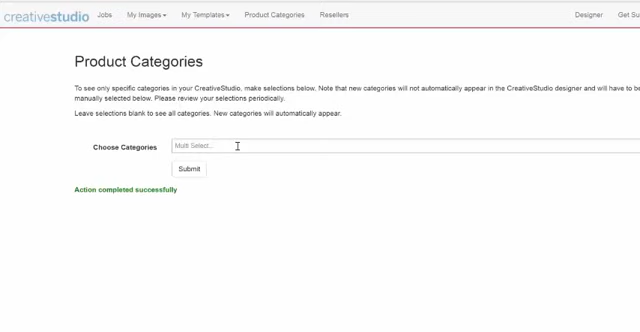 creativestudio Jobs My Images My Templates Product Categories Resellers Designer Get Su
Product Categories
To see only specific categories in your CreativeStudio, make selections below. Note that new categories will not automatically appear in the CreativeStudio designer and will have to be
manually selected below. Please review your selections periodically.
Leave selections blank to see all categories. New categories will automatically appear.
Choose Categories Multi Select...
Submit
Action completed successfully